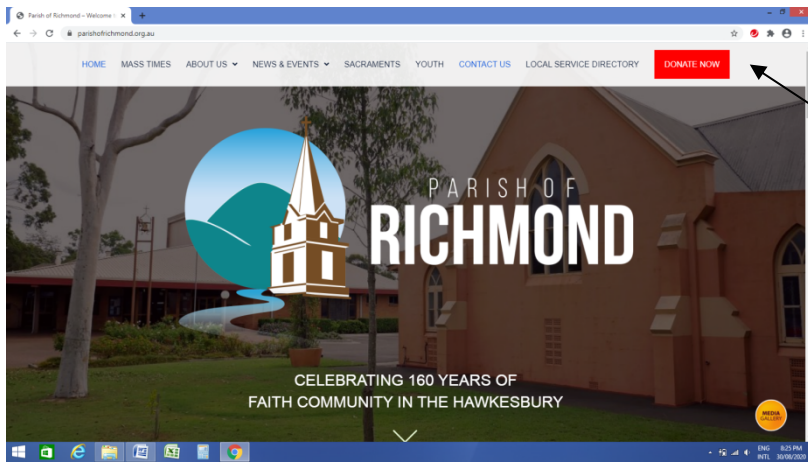 Parish of Richmond – Welcome t
parishofrichmond.org.au
HOME MASS TIMES ABOUT US NEWS & EVENTS SACRAMENTS YOUTH CONTACT US LOCAL SERVICE DIRECTORY DONATE NOW
PARISH OF
RICHMOND
CELEBRATING 160 YEARS OF
FAITH COMMUNITY IN THE HAWKESBURY
MEDIA
GALLERY
ENG 8:25 PM
INTL 30/08/2020